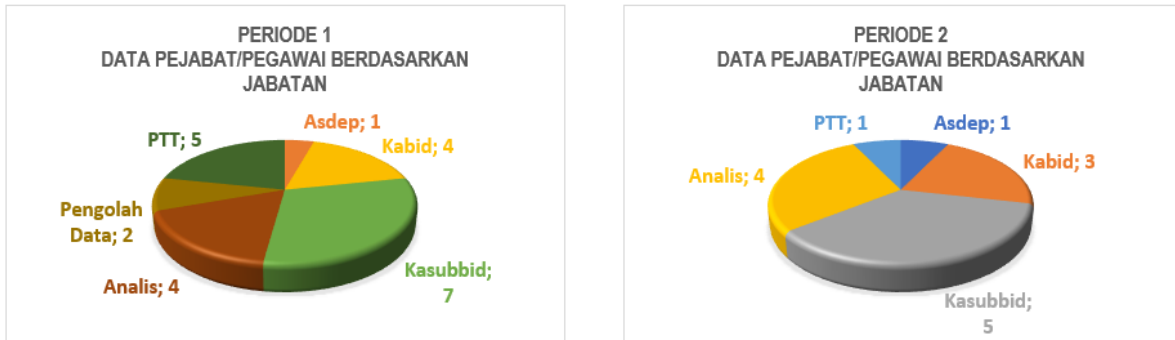 PERIODE 1
DATA PEJABAT/PEGAWAI BERDASARKAN
JABATAN
Asdep; 1
PTT; 5
Kabid; 4
Pengolah
Data; 2
Kasubbid;
7
Analis; 4
PERIODE 2
DATA PEJABAT/PEGAWAI BERDASARKAN
JABATAN
PTT; 1
Asdep; 1
Kabid; 3
Analis; 4
Kasubbid;
5